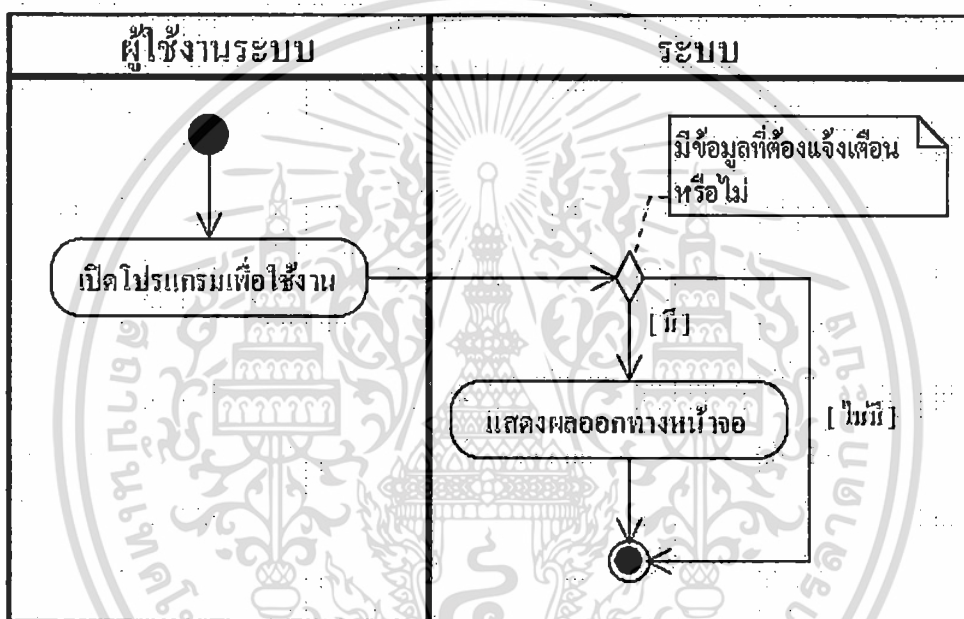 ผู้ใช้งานระบบ
ระบบ
มีข้อมูลที่ต้องแจ้งเตือน
หรือไม่
เปิดโปรแกรมเพื่อใช้งาน
[ มี ]
แสดงผลออกทางหน้าจอ
[ ไม่มี ]